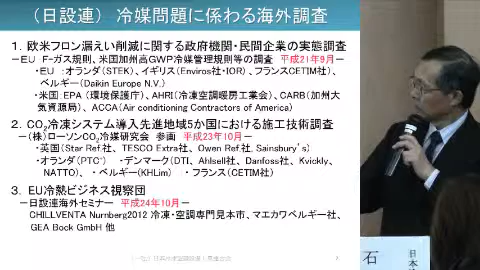 (日設連) 冷媒問題に係わる海外調査
1．欧米フロン漏えい削減に関する政府機関・民間企業の実態調査
－ＥＵ F-ガス規則、米国加州高GWP冷媒管理規則等の調査 平成21年9月－
・ＥＵ：オランダ(STEK)、イギリス(Enviros社・IOR)、フランスCETIM社)、
ベルギー(Daikin Europe N.V.)
・米国 EPA (環境保護庁)、AHRI(冷凍空調暖房工業会)、CARB(加州大
気資源局)、ACCA(Air conditioning Contractors of America)
2．CO₂冷凍システム導入先進地域5か国における施工技術調査
－(株)ローソンCO₂冷媒研究会 参画 平成23年10月－
・英国(Star Ref.社、TESCO Extra社、Owen Ref.社、Sainsbury's)
・オランダ(PTC⁺) ・デンマーク(DTI、Ahlsell社、Danfoss社、Kvickly、
NATTO)、 ・ベルギー(KHLim) ・フランス(CETIM社)
3．EU冷熱ビジネス視察団
－日設連海外セミナー 平成24年10月－
CHILLVENTA Nurnberg2012 冷凍・空調専門見本市、マエカワベルギー社、
GEA Bock GmbH 他
石
日本